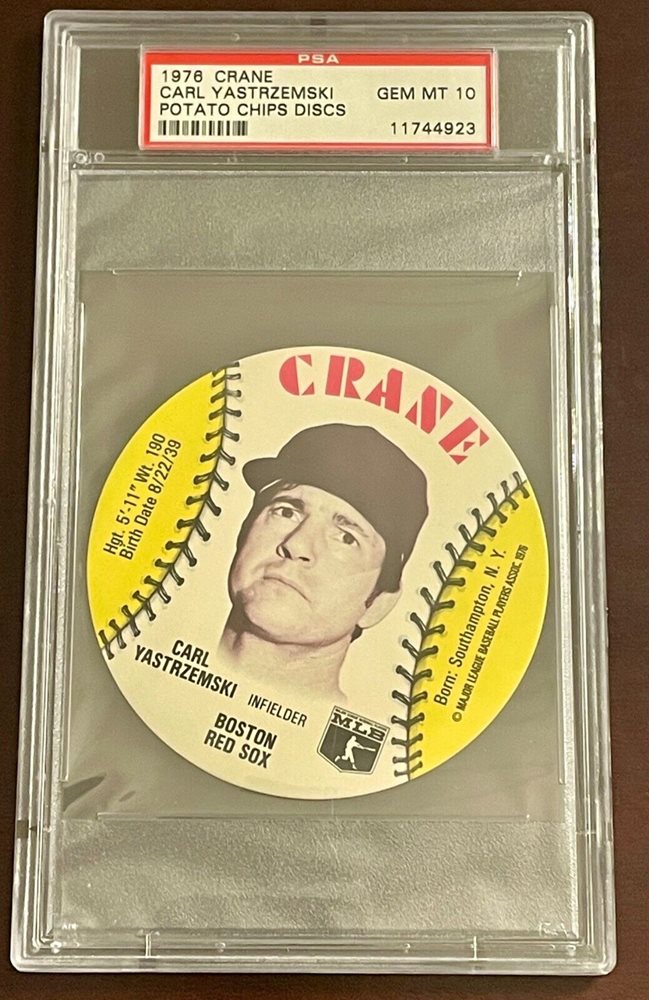 PSA
1976 CRANE
CARL YASTRZEMSKI GEM MT 10
POTATO CHIPS DISCS
11744923
CRANE
Hgt. 5'-11" Wt. 190
Birth Date 8/22/39
CARL
YASTRZEMSKI INFIELDER
BOSTON
RED SOX
MLB
Born: Southampton, N. Y.
© MAJOR LEAGUE BASEBALL PLAYERS ASSOC. 1976